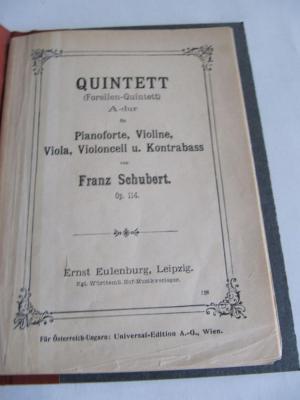 QUINTETT
(Forellen-Quintett)
A-dur
für
Pianoforte, Violine,
Viola, Violoncell u. Kontrabass
von
Franz Schubert.
Op. 114.
Ernst Eulenburg, Leipzig.
Kgl. Württemb. Hof-Musikverleger.
Für Österreich-Ungarn: Universal-Edition A.-G., Wien.